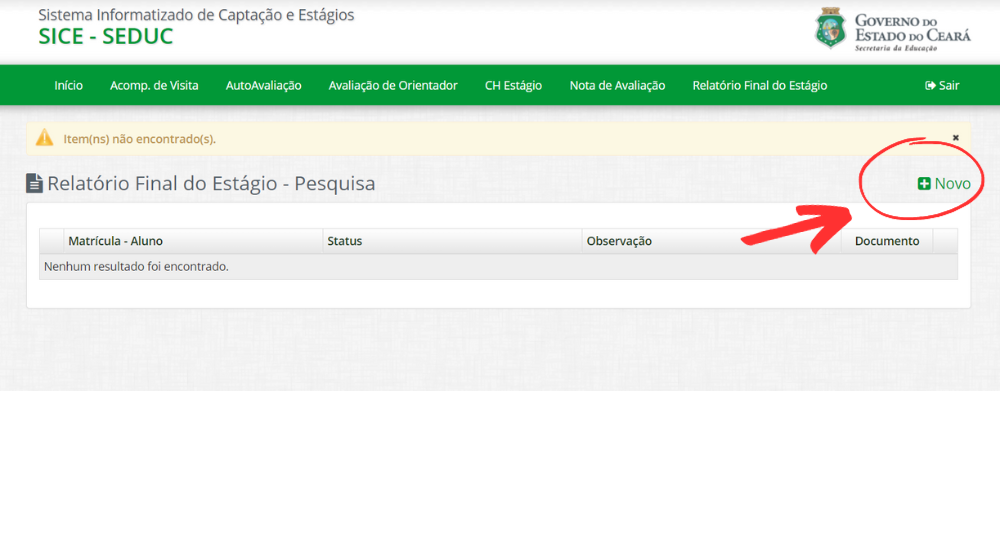 Sistema Informatizado de Captação e Estágios
SICE - SEDUC
GOVERNO DO
ESTADO DO CEARÁ
Secretaria da Educação
Início Acomp. de Visita AutoAvaliação Avaliação de Orientador CH Estágio Nota de Avaliação Relatório Final do Estágio Sair
Item(ns) não encontrado(s).
Relatório Final do Estágio - Pesquisa
Novo
Matrícula - Aluno Status Observação Documento
Nenhum resultado foi encontrado.